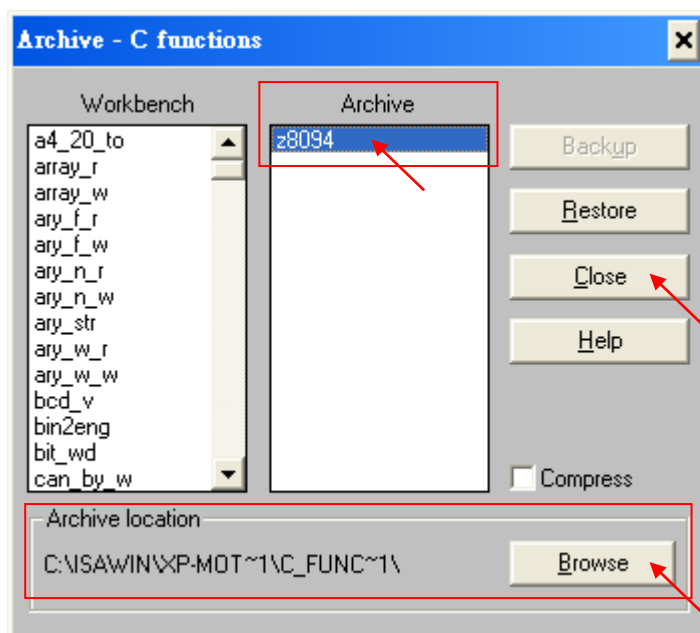 Archive - C functions
Workbench
Archive
a4_20_to
array_r
array_w
ary_f_r
ary_f_w
ary_n_r
ary_n_w
ary_str
ary_w_r
ary_w_w
bcd_v
bin2eng
bit_wd
can_by_w
z8094
Backup
Restore
Close
Help
Compress
Archive location
C:\ISAWIN\XP-MOT~1\C_FUNC~1\
Browse